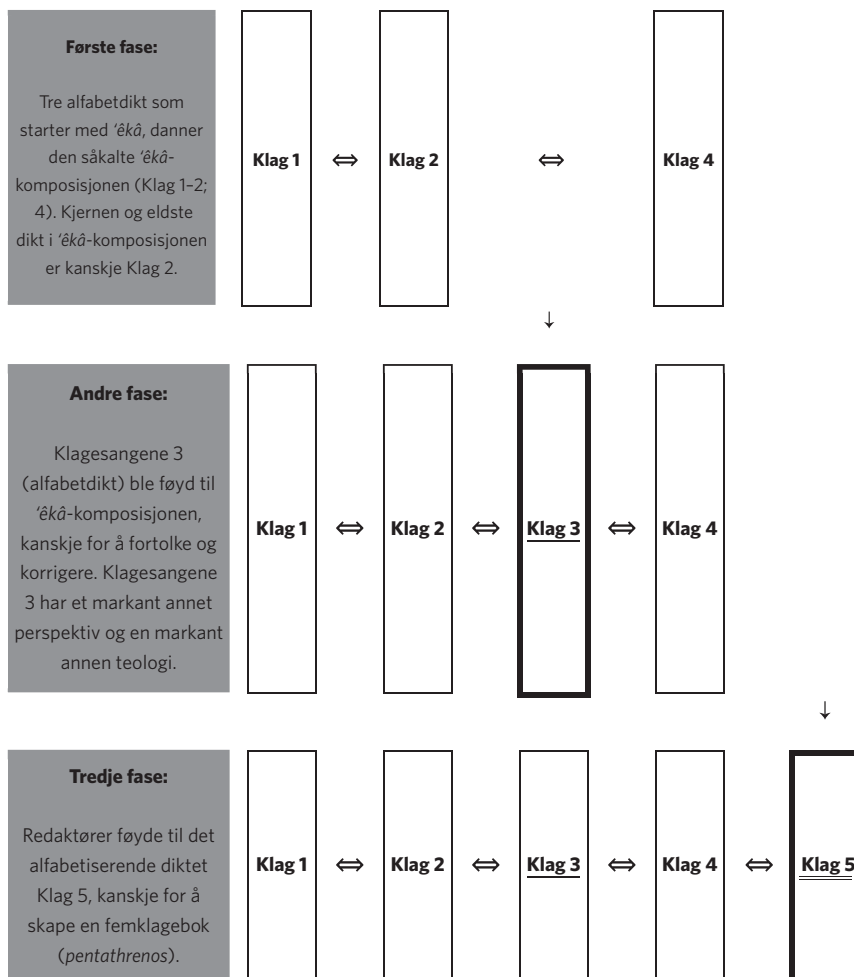 Første fase:
Tre alfabetdikt som
starter med ‘êkâ, danner
den såkalte ‘êkâ-
komposisjonen (Klag 1–2;
4). Kjernen og eldste
dikt i ‘êkâ-komposisjonen
er kanskje Klag 2.
Klag 1 ⇔ Klag 2 ⇔ Klag 4
↓
Andre fase:
Klagesangene 3
(alfabetdikt) ble føyd til
‘êkâ-komposisjonen,
kanskje for å fortolke og
korrigere. Klagesangene
3 har et markant annet
perspektiv og en markant
annen teologi.
Klag 1 ⇔ Klag 2 ⇔ Klag 3 ⇔ Klag 4
↓
Tredje fase:
Redaktører føyde til det
alfabetiserende diktet
Klag 5, kanskje for å
skape en femklagebok
(pentathrenos).
Klag 1 ⇔ Klag 2 ⇔ Klag 3 ⇔ Klag 4 ⇔ Klag 5